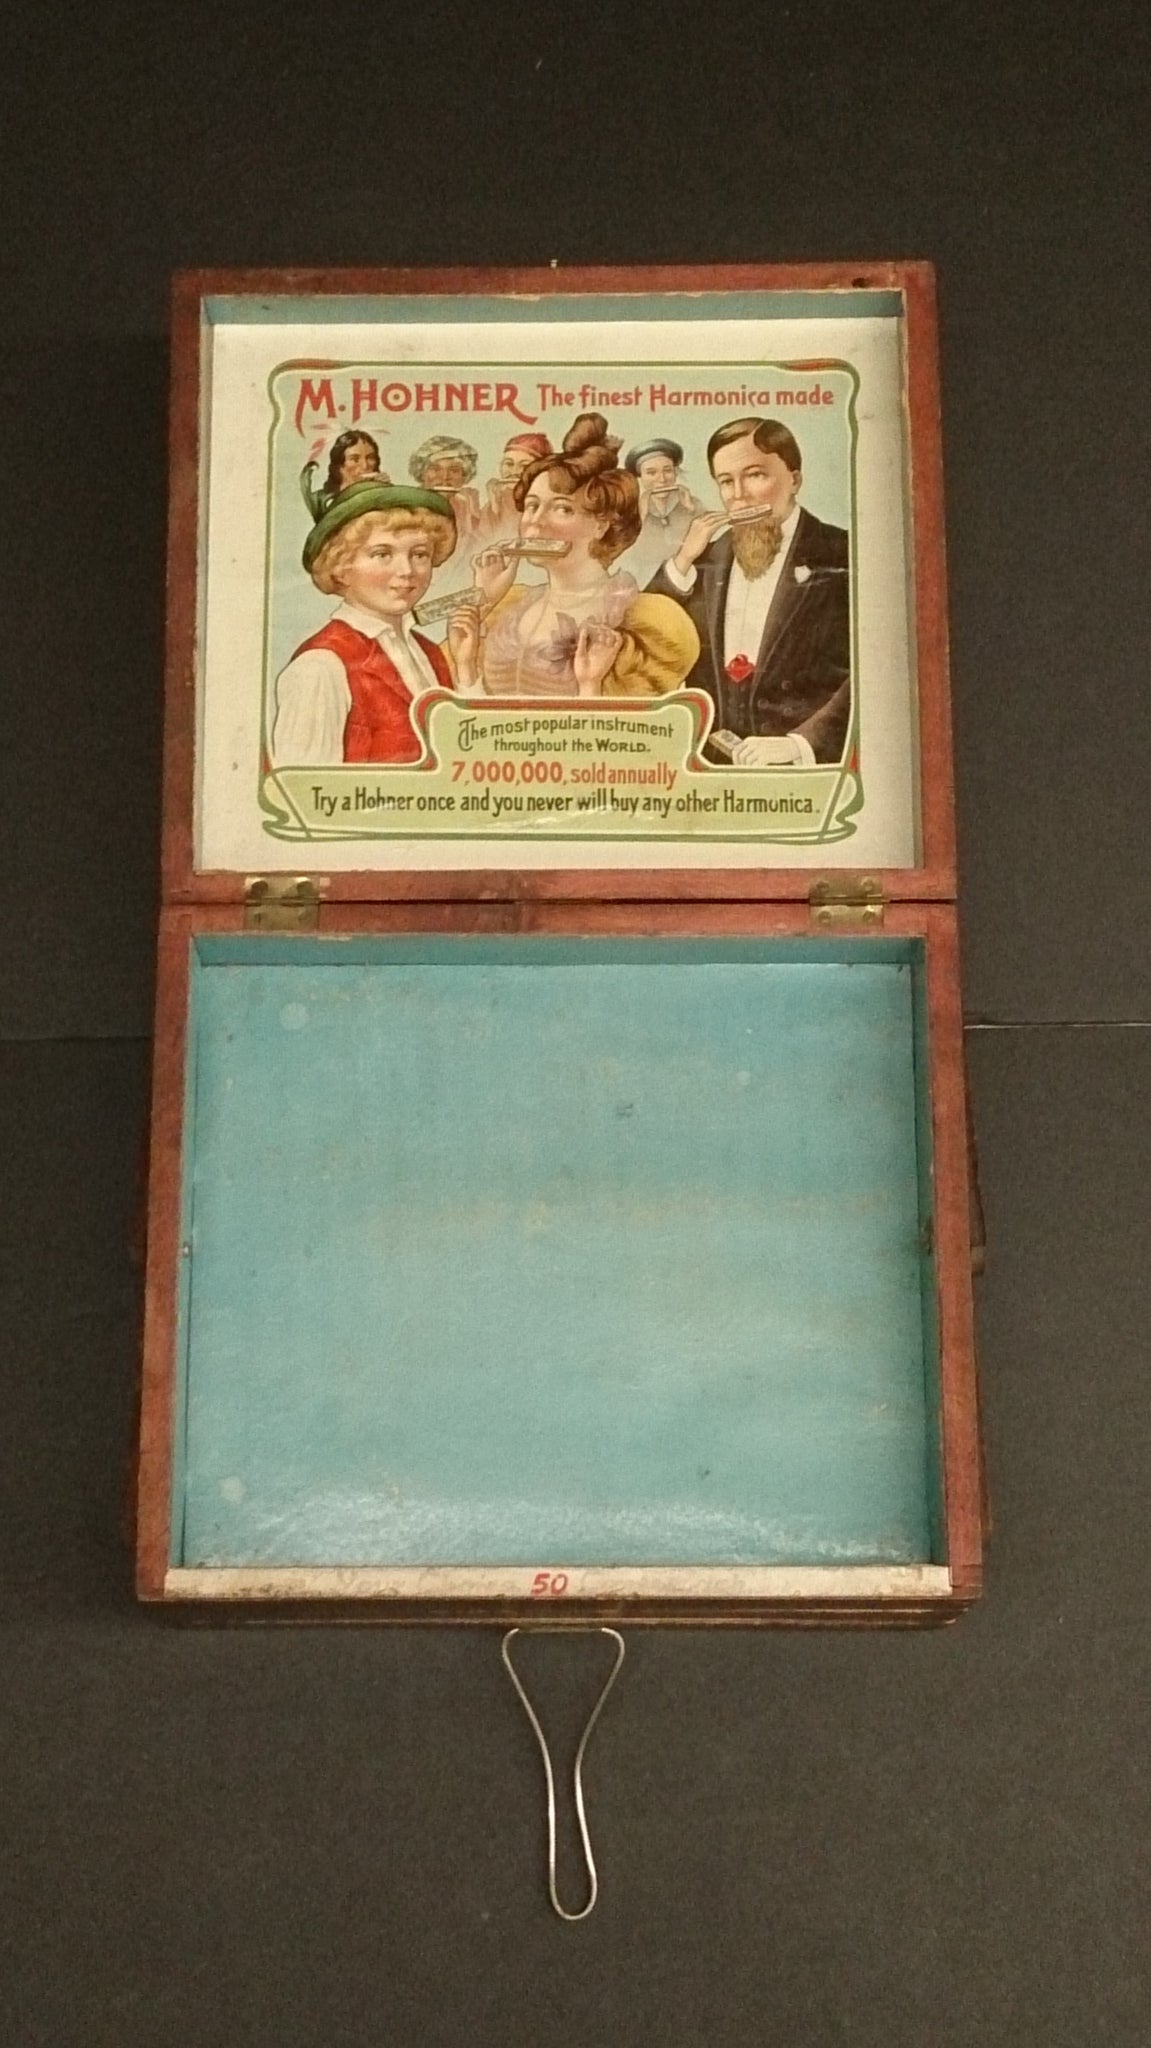 M. HOHNER The finest Harmonica made
The most popular instrument
throughout the WORLD.
7,000,000, sold annually
Try a Hohner once and you never will buy any other Harmonica.
50